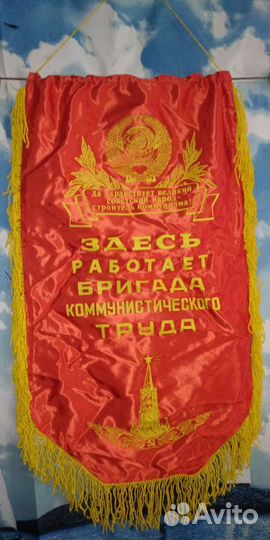 Да здравствует великий
советский народ -
строитель коммунизма!
ЗДЕСЬ
РАБОТАЕТ
БРИГАДА
КОММУНИСТИЧЕСКОГО
ТРУДА
Avito